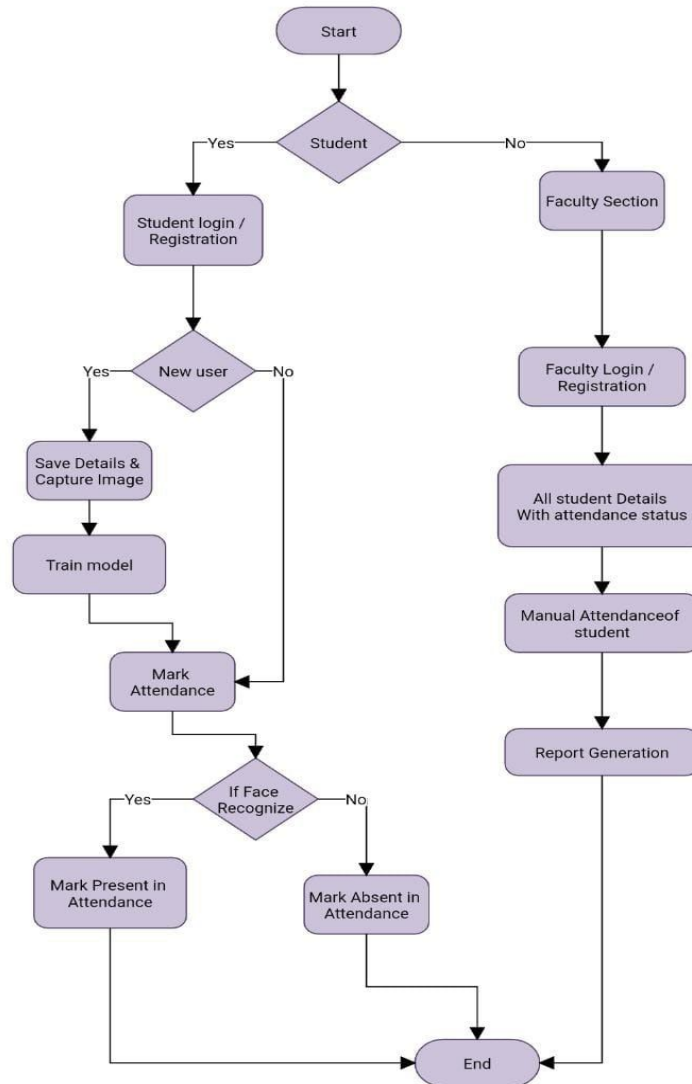 Start
Student
Yes
No
Student login /
Registration
Faculty Section
New user
Yes
No
Faculty Login /
Registration
Save Details &
Capture Image
All student Details
With attendance status
Train model
Manual Attendanceof
student
Mark
Attendance
Report Generation
If Face
Recognize
Yes
No
Mark Present in
Attendance
Mark Absent in
Attendance
End